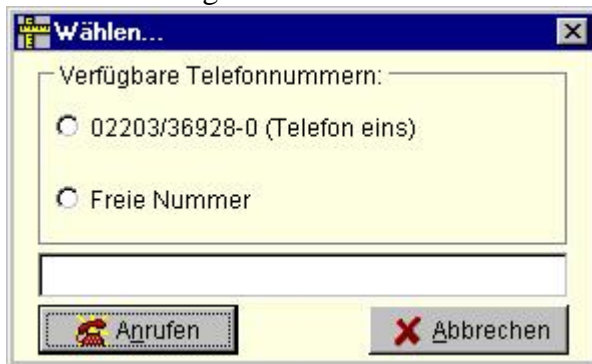 Wählen...
Verfügbare Telefonnummern:
02203/36928-0 (Telefon eins)
Freie Nummer
Anrufen
Abbrechen